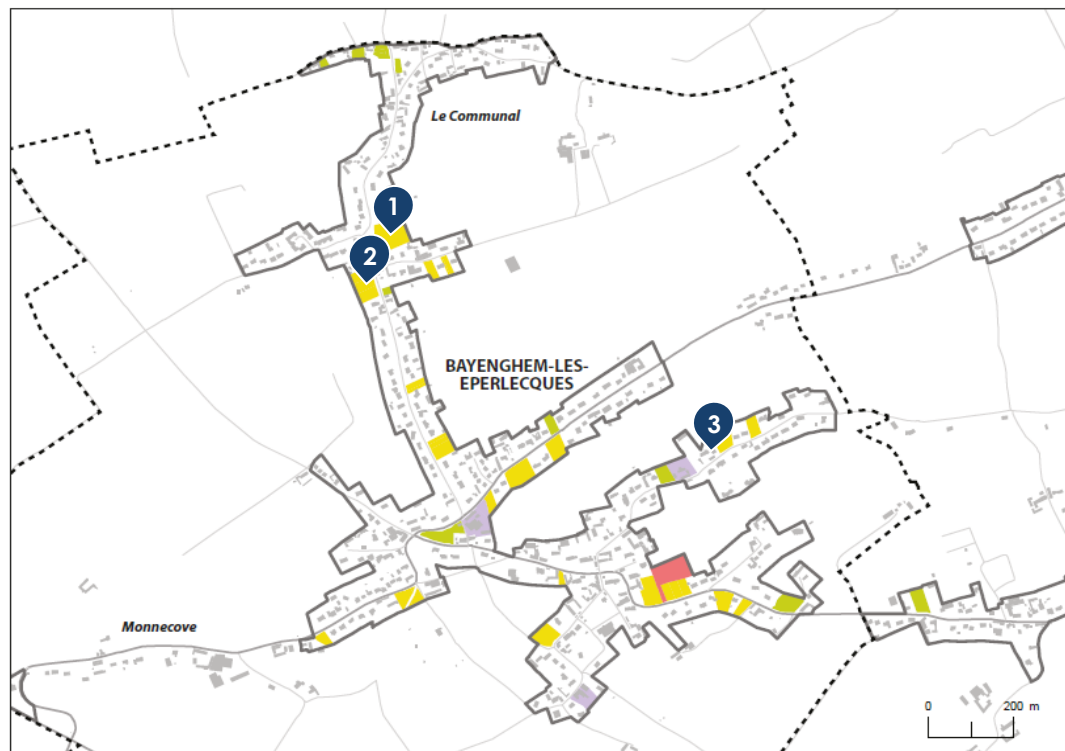 Le Communal
1
2
BAYENGHEM-LES-
EPERLECQUES
3
Monnecove
0 200 m